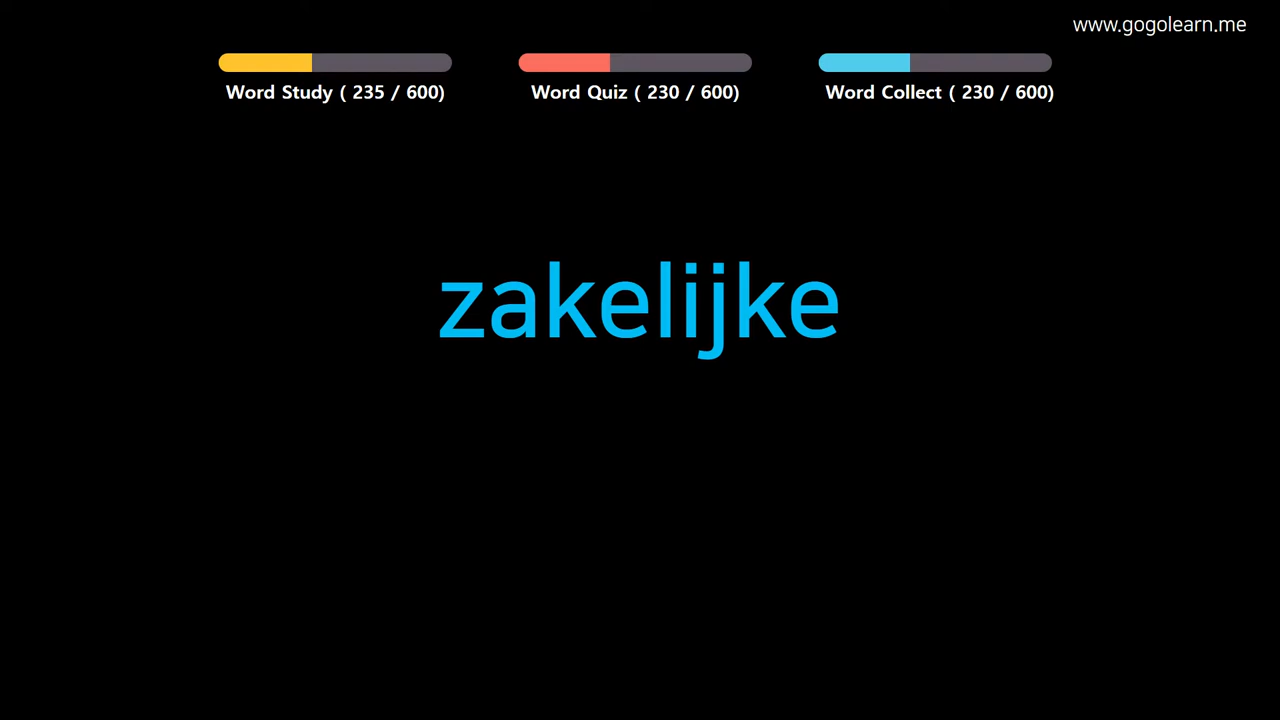 www.gogolearn.me
Word Study ( 235 / 600)
Word Quiz ( 230 / 600)
Word Collect ( 230 / 600)
zakelijke